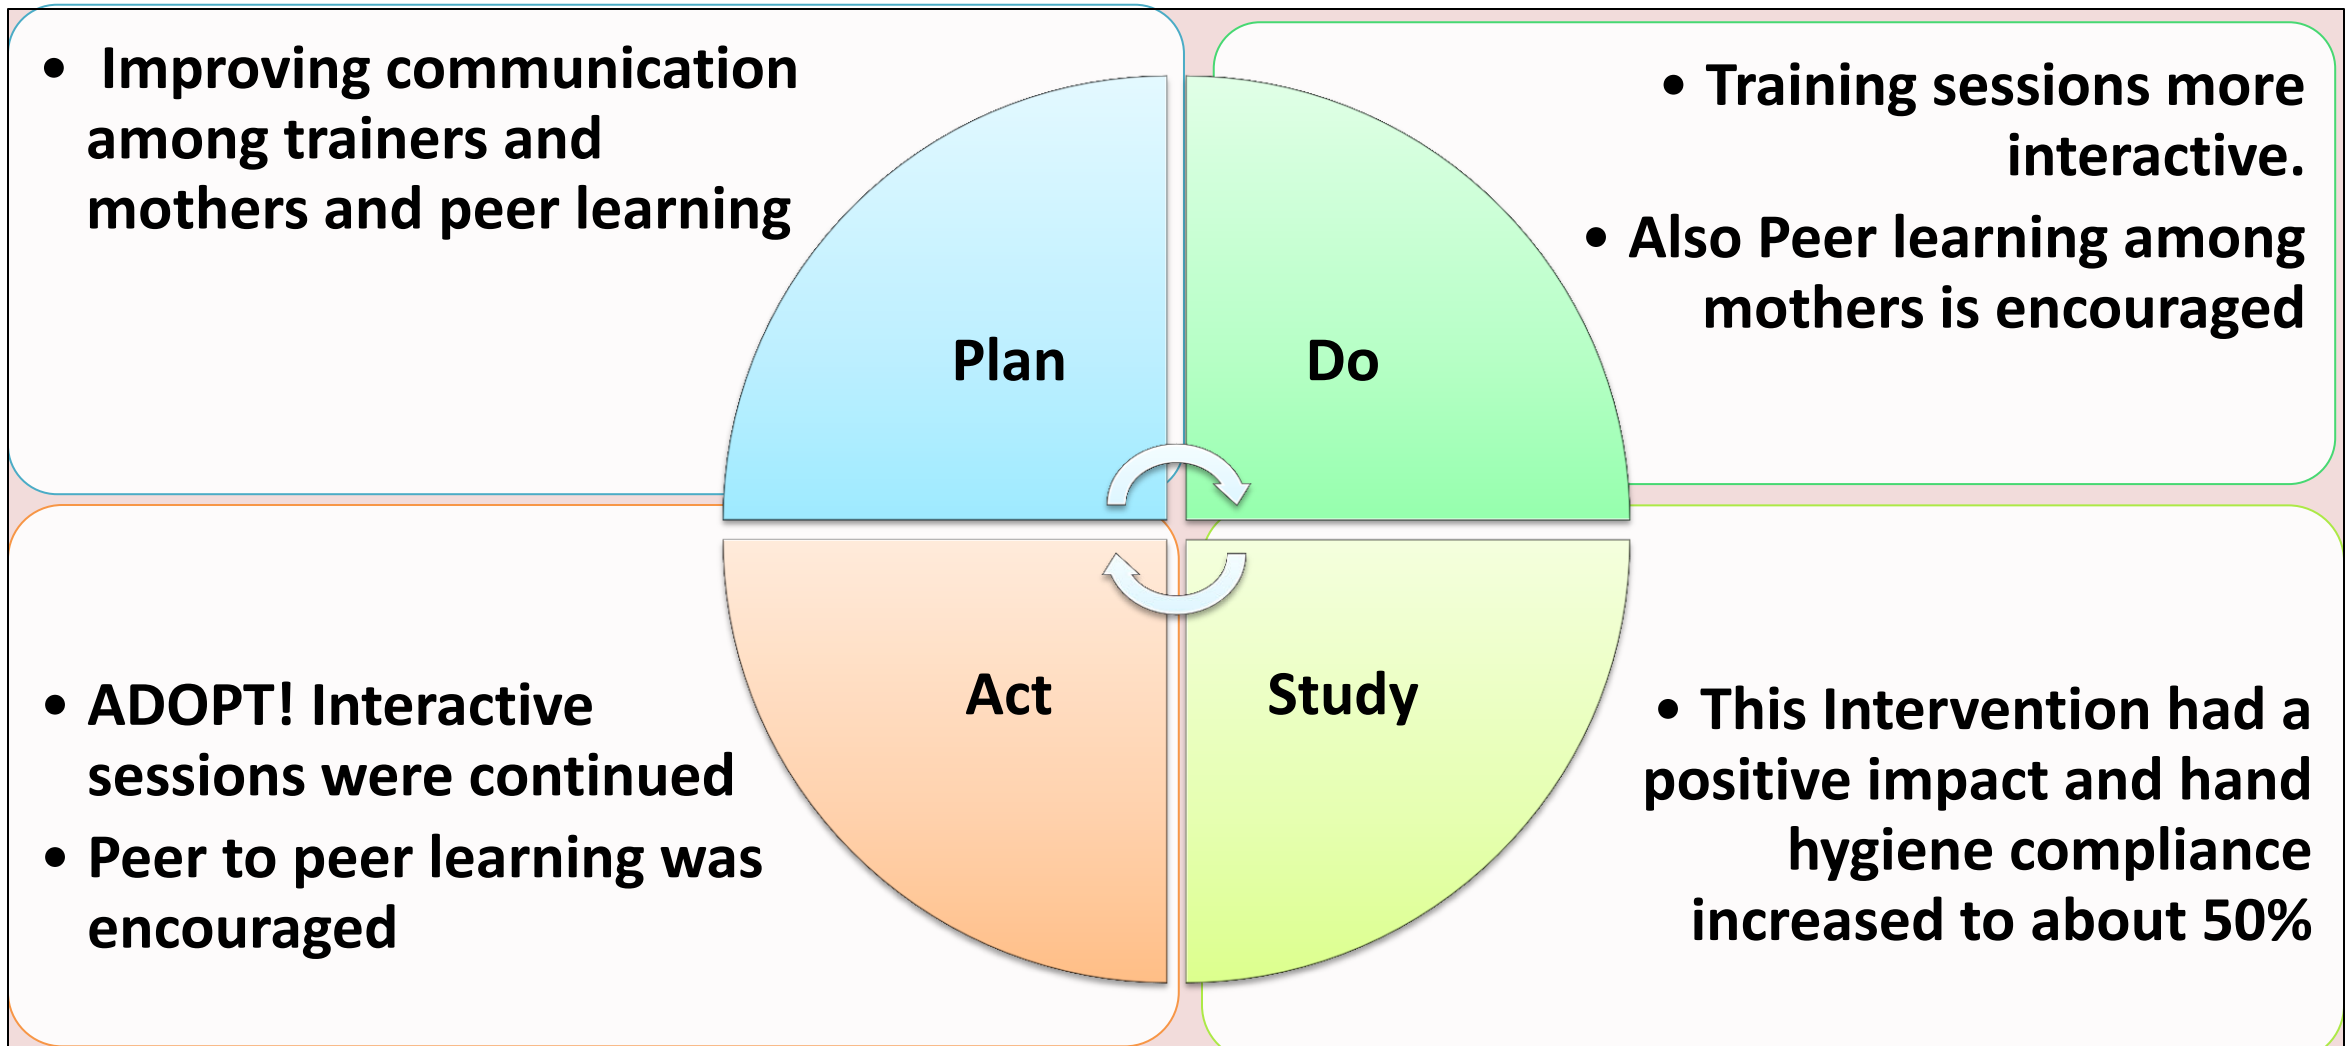 • Improving communication
among trainers and
mothers and peer learning
• Training sessions more
interactive.
• Also Peer learning among
mothers is encouraged
Plan
Do
Act
Study
• ADOPT! Interactive
sessions were continued
• Peer to peer learning was
encouraged
• This Intervention had a
positive impact and hand
hygiene compliance
increased to about 50%